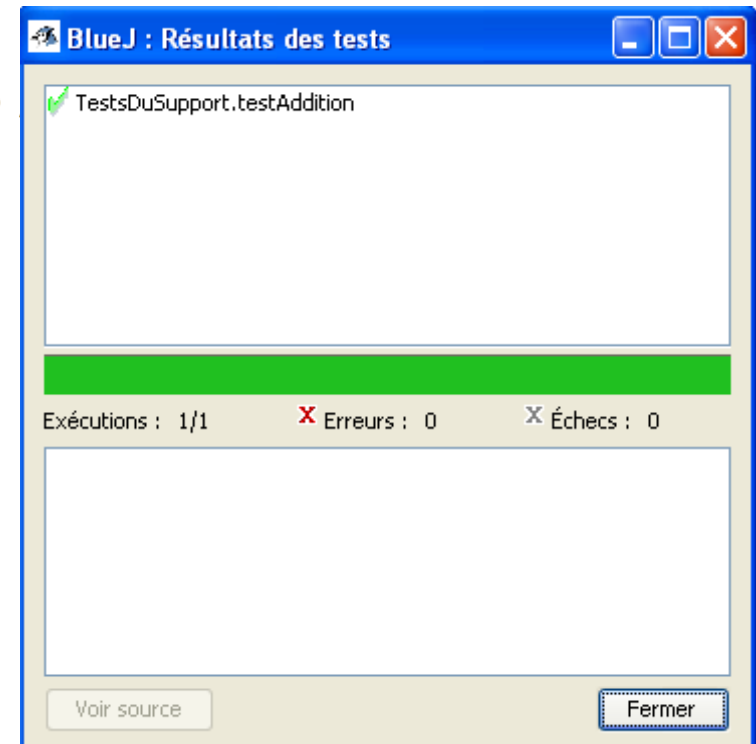 BlueJ : Résultats des tests
TestsDuSupport.testAddition
Exécutions : 1/1 X Erreurs : 0 X Échecs : 0
Voir source Fermer